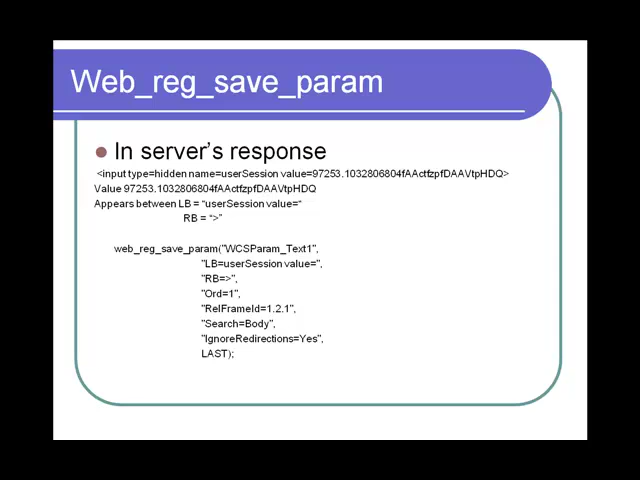 Web_reg_save_param
In server's response
<input type=hidden name=userSession value=97253.1032806804fAActfzpfDAAVtpHDQ>
Value 97253.1032806804fAActfzpfDAAVtpHDQ
Appears between LB = “userSession value=“
RB = “>”
web_reg_save_param("WCSParam_Text1",
"LB=userSession value=",
"RB=>",
"Ord=1",
"RelFrameId=1.2.1",
"Search=Body",
"IgnoreRedirections=Yes",
LAST);